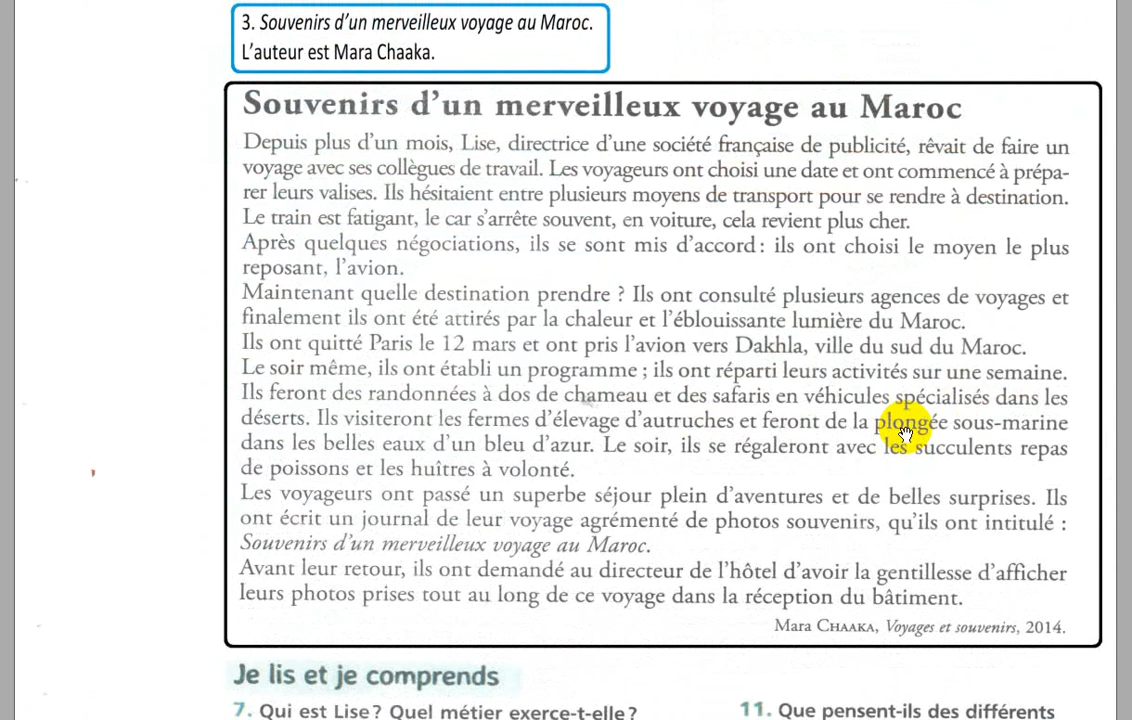 3. Souvenirs d’un merveilleux voyage au Maroc.
L’auteur est Mara Chaaka.
Souvenirs d’un merveilleux voyage au Maroc
Depuis plus d’un mois, Lise, directrice d’une société française de publicité, rêvait de faire un
voyage avec ses collègues de travail. Les voyageurs ont choisi une date et ont commencé à prépa-
rer leurs valises. Ils hésitaient entre plusieurs moyens de transport pour se rendre à destination.
Le train est fatigant, le car s’arrête souvent, en voiture, cela revient plus cher.
Après quelques négociations, ils se sont mis d’accord : ils ont choisi le moyen le plus
reposant, l’avion.
Maintenant quelle destination prendre ? Ils ont consulté plusieurs agences de voyages et
finalement ils ont été attirés par la chaleur et l’éblouissante lumière du Maroc.
Ils ont quitté Paris le 12 mars et ont pris l’avion vers Dakhla, ville du sud du Maroc.
Le soir même, ils ont établi un programme ; ils ont réparti leurs activités sur une semaine.
Ils feront des randonnées à dos de chameau et des safaris en véhicules spécialisés dans les
déserts. Ils visiteront les fermes d’élevage d’autruches et feront de la plongée sous-marine
dans les belles eaux d’un bleu d’azur. Le soir, ils se régaleront avec les succulents repas
de poissons et les huîtres à volonté.
Les voyageurs ont passé un superbe séjour plein d’aventures et de belles surprises. Ils
ont écrit un journal de leur voyage agrémenté de photos souvenirs, qu’ils ont intitulé :
Souvenirs d’un merveilleux voyage au Maroc.
Avant leur retour, ils ont demandé au directeur de l’hôtel d’avoir la gentillesse d’afficher
leurs photos prises tout au long de ce voyage dans la réception du bâtiment.
Mara CHAAKA, Voyages et souvenirs, 2014.
Je lis et je comprends
7. Qui est Lise ? Quel métier exerce-t-elle ?
11. Que pensent-ils des différents